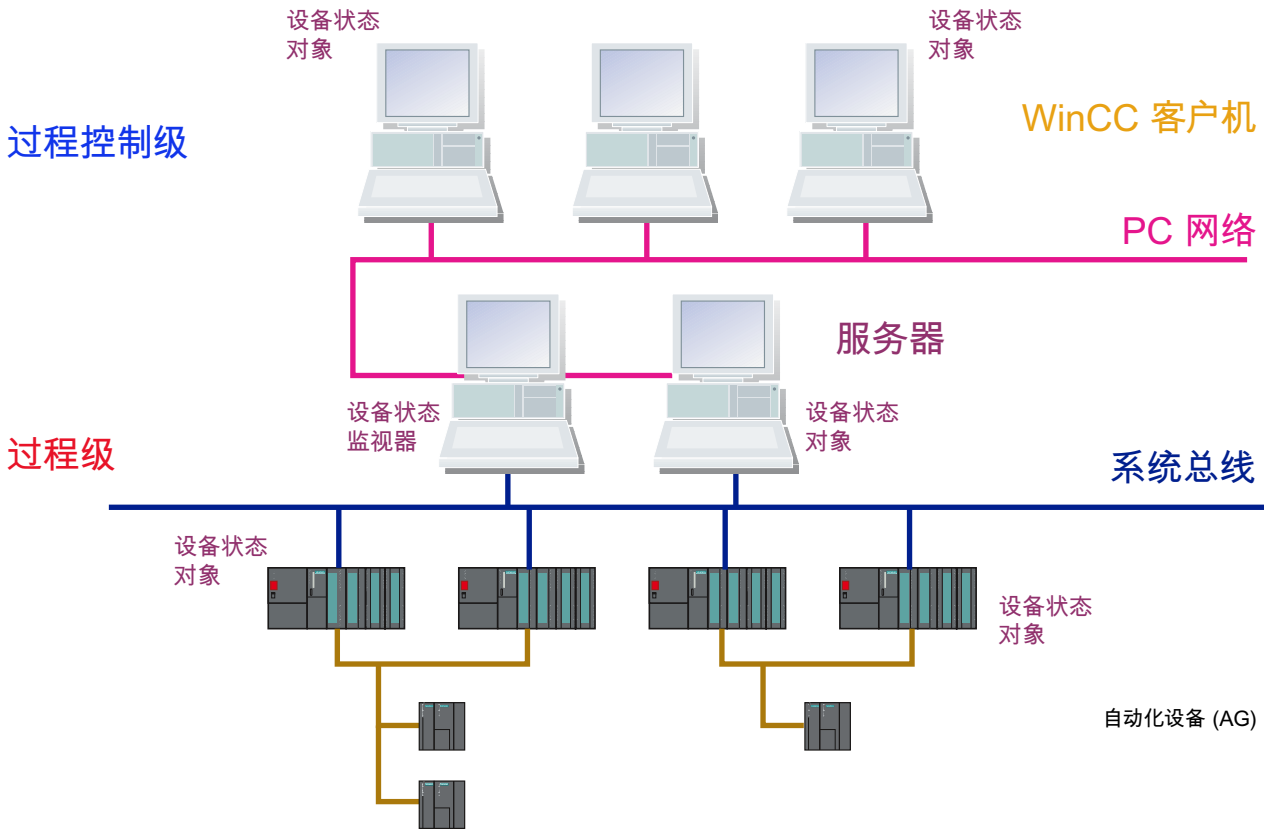 设备状态
对象
设备状态
对象
WinCC 客户机
过程控制级
PC 网络
服务器
设备状态
监视器
设备状态
对象
过程级
系统总线
设备状态
对象
设备状态
对象
自动化设备 (AG)